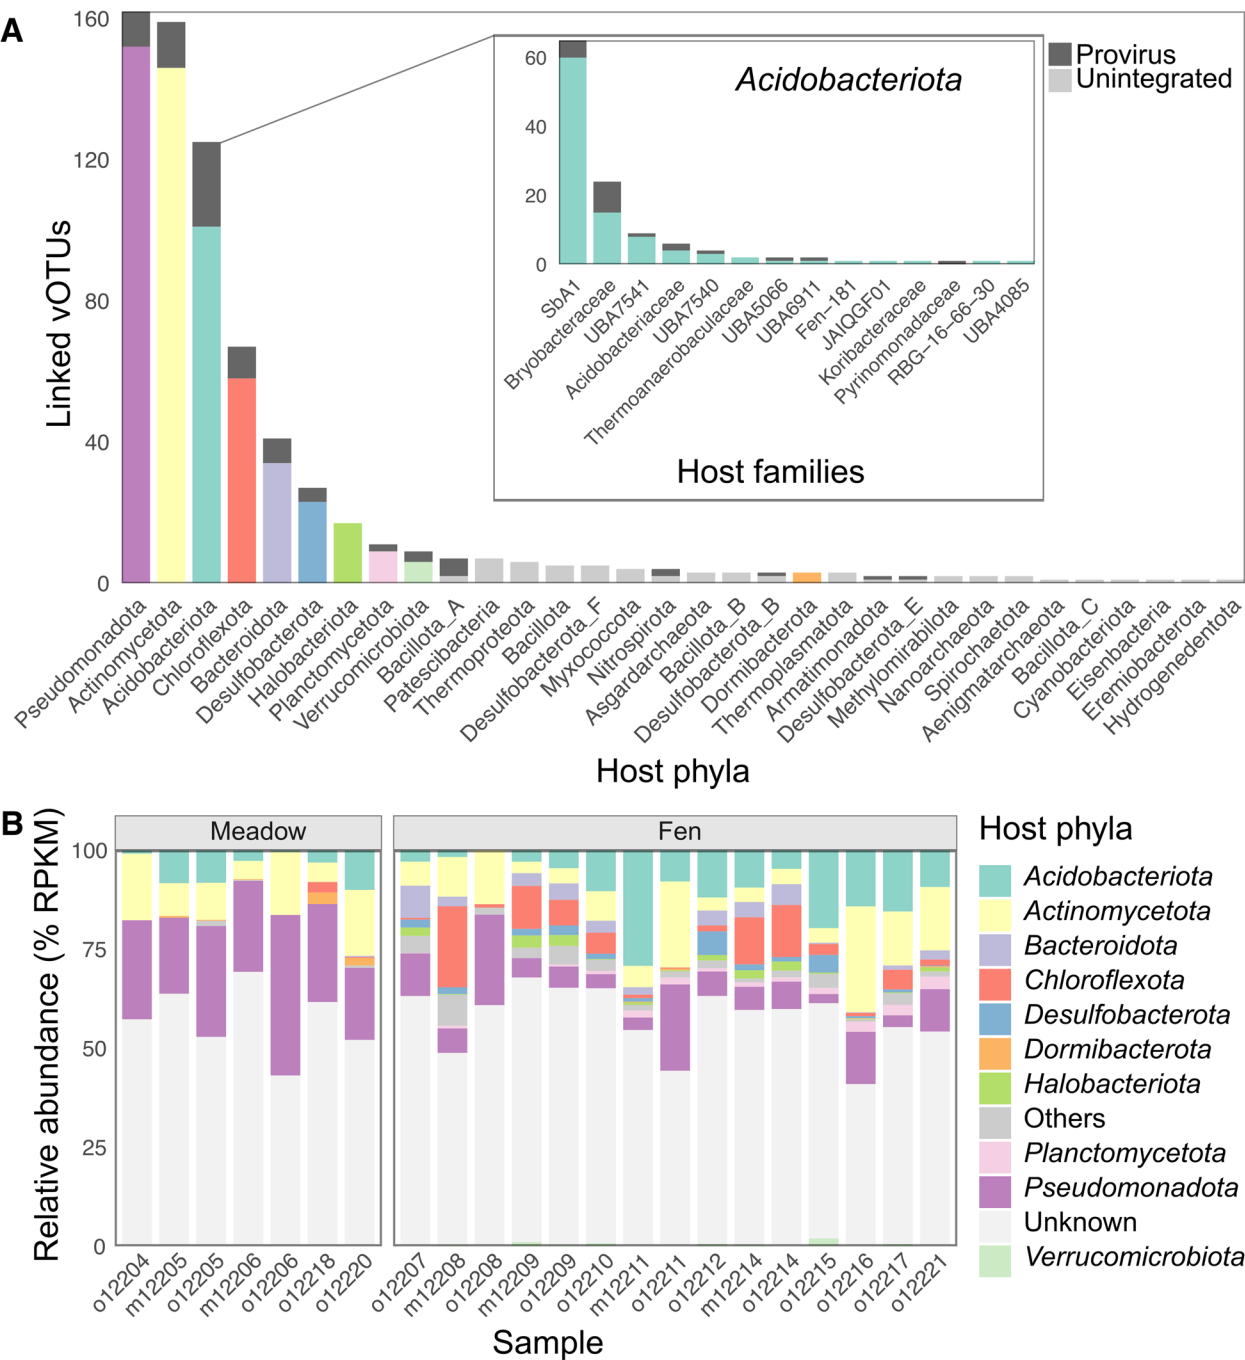 A
160
120
80
40
0
Linked vOTUs
60
40
20
0
Acidobacteriota
Provirus
Unintegrated
SbA1
Bryobacteraceae
UBA7541
Acidobacteriaceae
UBA7540
Thermoanaerobaculaceae
UBA5066
UBA6911
Fen−181
JAIQGF01
Koribacteraceae
Pyrinomonadaceae
RBG−16−66−30
UBA4085
Host families
Pseudomonadota
Actinomycetota
Acidobacteriota
Chloroflexota
Bacteroidota
Desulfobacterota
Halobacteriota
Planctomycetota
Verrucomicrobiota
Bacillota_A
Patescibacteria
Thermoproteota
Bacillota
Desulfobacterota_F
Myxococcota
Nitrospirota
Asgardarchaeota
Bacillota_B
Desulfobacterota_B
Dormibacterota
Thermoplasmatota
Armatimonadota
Desulfobacterota_E
Methylomirabilota
Nanoarchaeota
Spirochaetota
Aenigmatarchaeota
Bacillota_C
Cyanobacteriota
Eisenbacteria
Eremiobacterota
Hydrogenedentota
Host phyla
B
Relative abundance (% RPKM)
100
75
50
25
0
Meadow
Fen
o12204
m12205
o12205
m12206
o12206
o12218
o12220
o12207
m12208
o12208
m12209
o12209
o12210
m12211
o12211
o12212
m12214
o12214
o12215
o12216
o12217
o12221
Sample
Host phyla
Acidobacteriota
Actinomycetota
Bacteroidota
Chloroflexota
Desulfobacterota
Dormibacterota
Halobacteriota
Others
Planctomycetota
Pseudomonadota
Unknown
Verrucomicrobiota